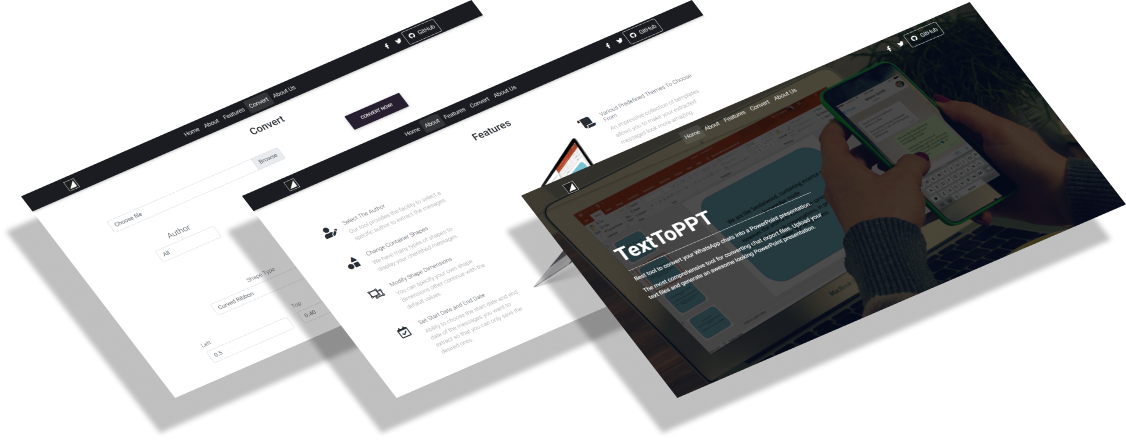 GitHub
Home About Features Convert About Us
Convert
CONVERT NOW
Choose file
Browse
Author
All
Shape Type
Curved Ribbon
Left
0.5
Top
0.40
GitHub
Home About Features Convert About Us
Features
Select The Author
Our tool provides the facility to select a
specific author to extract the messages.
Change Container Shapes
We have many types of shapes to
display your cherished messages.
Modify Shape Dimensions
You can specify your own shape
dimensions other continue with the
default values.
Set Start Date and End Date
Ability to choose the start date and end
date of the messages you want to
extract so that you can only save the
desired ones.
Various Predefined Themes To Choose
From
An impressive collection of templates
allows you to make your extracted
messages look more amazing.
GitHub
Home About Features Convert About Us
TextToPPT
Best tool to convert your WhatsApp chats into a PowerPoint presentation.
The most comprehensive tool for converting chat export files. Upload your
text files and generate an awesome looking PowerPoint presentation.
MacBook